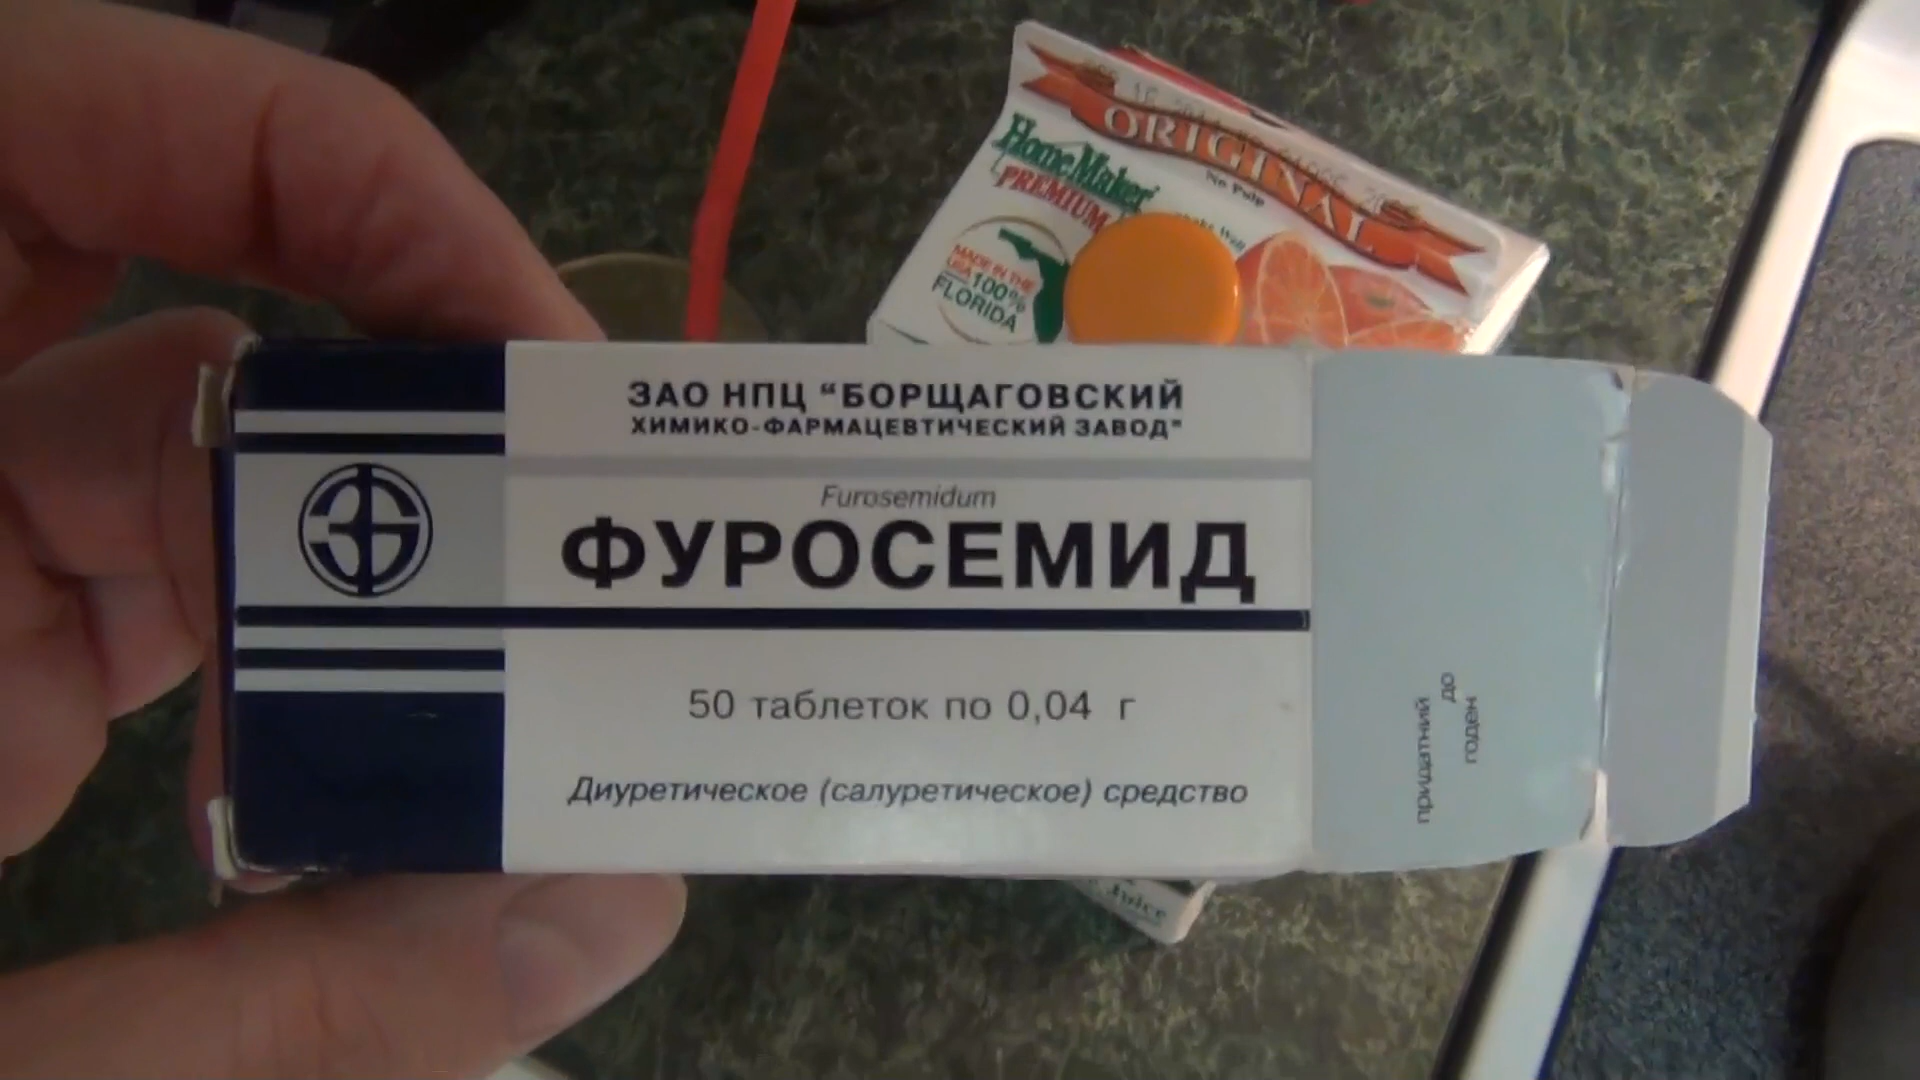 ORIGINAL
No Pulp
HomeMaker
PREMIUM
MADE IN THE
USA 100%
FLORIDA
ЗАО НПЦ “БОРЩАГОВСКИЙ
ХИМИКО-ФАРМАЦЕВТИЧЕСКИЙ ЗАВОД”
Furosemidum
ФУРОСЕМИД
50 таблеток по 0,04 г
Диуретическое (салуретическое) средство
придатний
до
годен
Juice